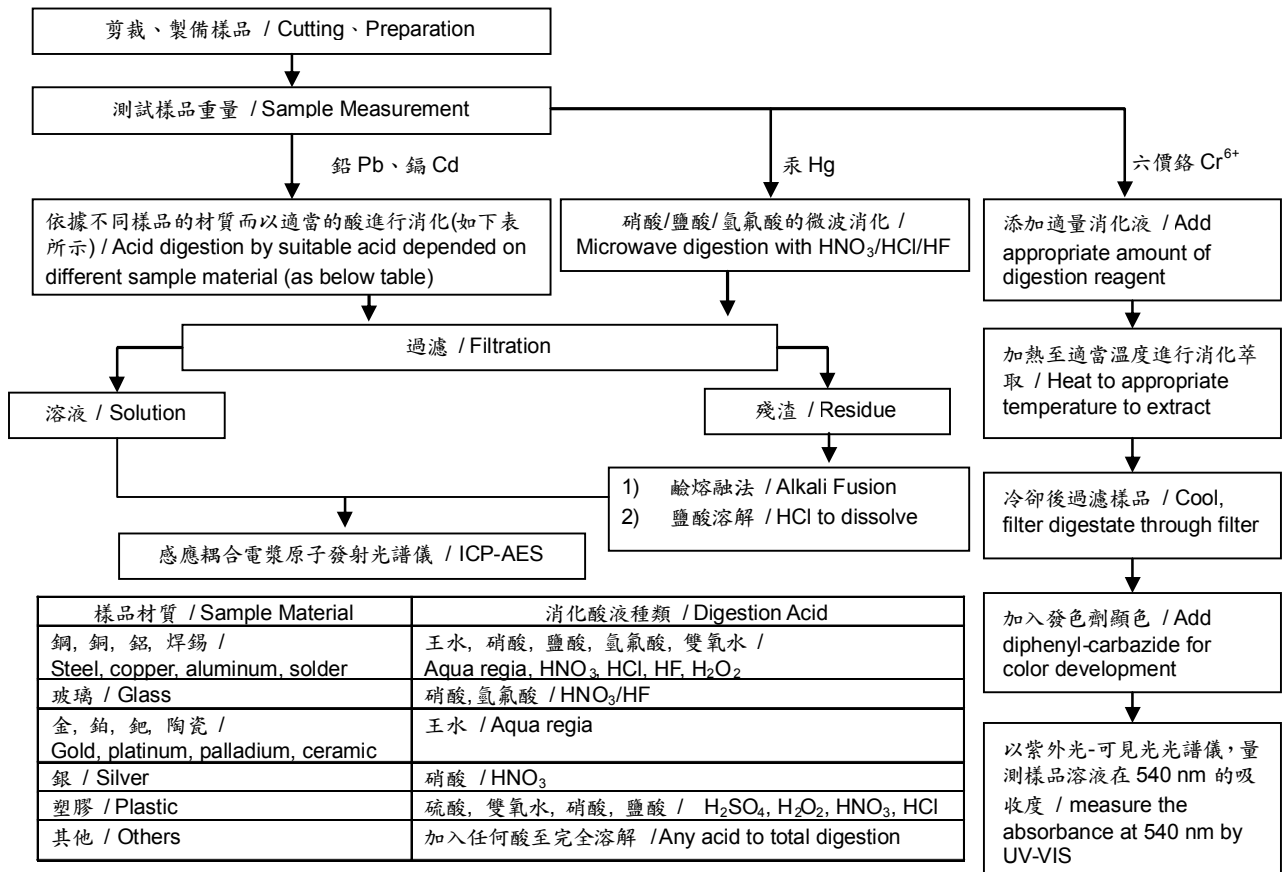 剪裁、製備樣品 / Cutting、Preparation
測試樣品重量 / Sample Measurement
鉛 Pb、鎘 Cd
汞 Hg
六價鉻 Cr⁶⁺
依據不同樣品的材質而以適當的酸進行消化(如下表
所示) / Acid digestion by suitable acid depended on
different sample material (as below table)
硝酸/鹽酸/氫氟酸的微波消化 /
Microwave digestion with HNO₃/HCl/HF
添加適量消化液 / Add
appropriate amount of
digestion reagent
過濾 / Filtration
加熱至適當溫度進行消化萃
取 / Heat to appropriate
temperature to extract
溶液 / Solution
殘渣 / Residue
1) 鹼熔融法 / Alkali Fusion
2) 鹽酸溶解 / HCl to dissolve
冷卻後過濾樣品 / Cool,
filter digestate through filter
感應耦合電漿原子發射光譜儀 / ICP-AES
樣品材質 / Sample Material
消化酸液種類 / Digestion Acid
鋼, 銅, 鋁, 焊錫 /
Steel, copper, aluminum, solder
王水, 硝酸, 鹽酸, 氫氟酸, 雙氧水 /
Aqua regia, HNO₃, HCl, HF, H₂O₂
玻璃 / Glass
硝酸, 氫氟酸 / HNO₃/HF
金, 鉑, 鈀, 陶瓷 /
Gold, platinum, palladium, ceramic
王水 / Aqua regia
銀 / Silver
硝酸 / HNO₃
塑膠 / Plastic
硫酸, 雙氧水, 硝酸, 鹽酸 / H₂SO₄, H₂O₂, HNO₃, HCl
其他 / Others
加入任何酸至完全溶解 / Any acid to total digestion
加入發色劑顯色 / Add
diphenyl-carbazide for
color development
以紫外光-可見光光譜儀，量
測樣品溶液在 540 nm 的吸
收度 / measure the
absorbance at 540 nm by
UV-VIS